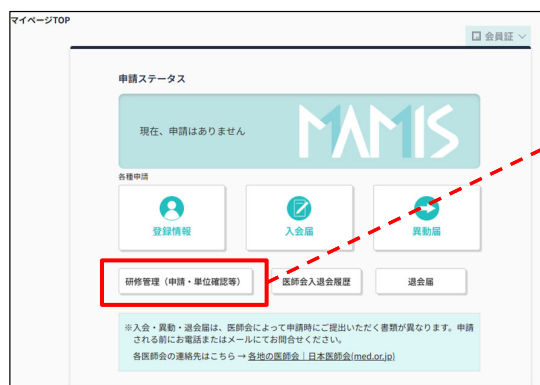 マイページTOP
会員証
申請ステータス
現在、申請はありません
MAMIS
各種申請
登録情報
入会届
異動届
研修管理（申請・単位確認等）
医師会入退会履歴
退会届
※入会・異動・退会届は、医師会によって申請時にご提出いただく書類が異なります。申請
される前にお電話またはメールにてお問合せください。
各医師会の連絡先はこちら → 各地の医師会｜日本医師会(med.or.jp)